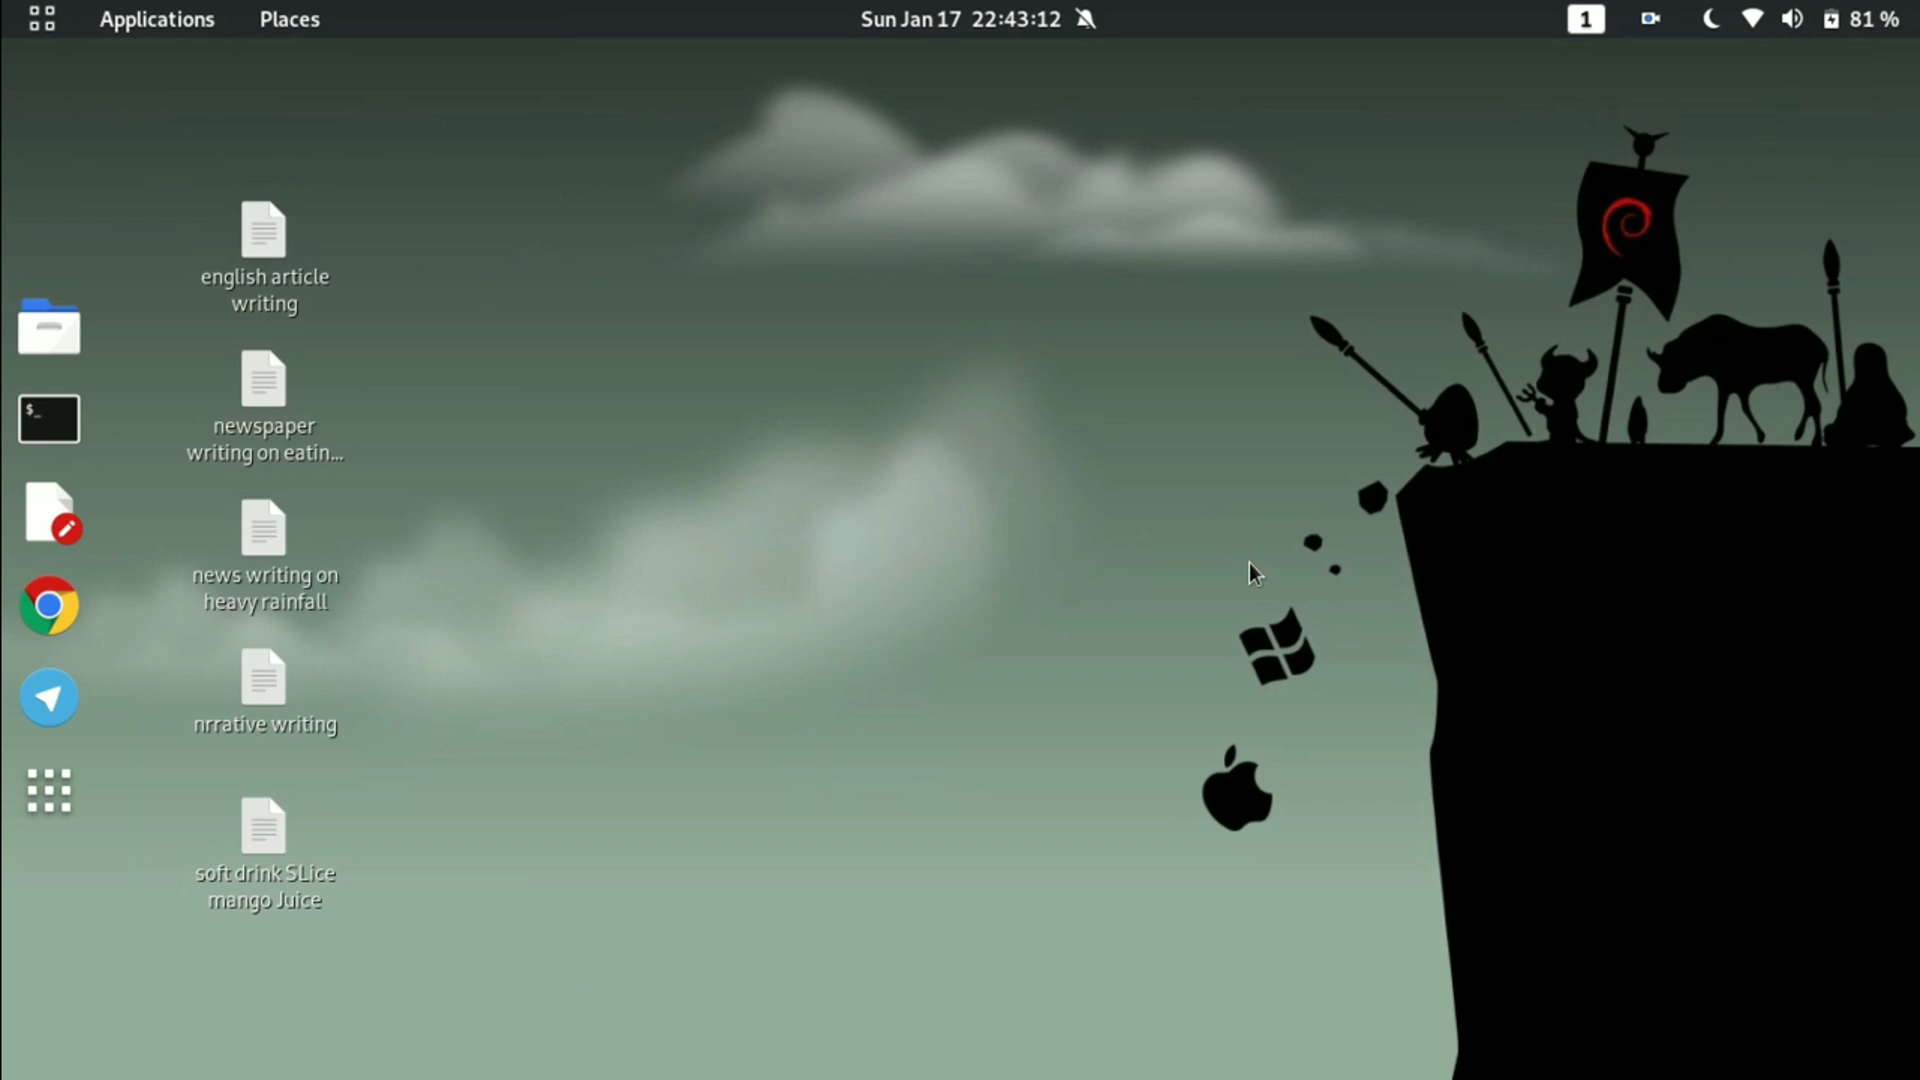 Applications Places Sun Jan 17 22:43:12 1 81 %
english article
writing
newspaper
writing on eatin...
$_
news writing on
heavy rainfall
nrrative writing
soft drink SLice
mango Juice